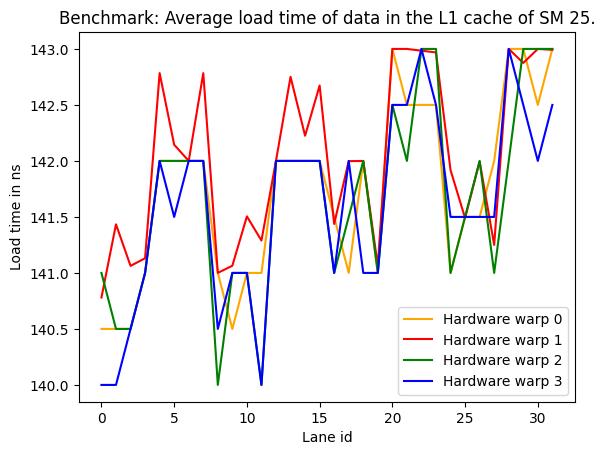 Benchmark: Average load time of data in the L1 cache of SM 25.
Load time in ns
143.0
142.5
142.0
141.5
141.0
140.5
140.0
0 5 10 15 20 25 30
Lane id
Hardware warp 0
Hardware warp 1
Hardware warp 2
Hardware warp 3